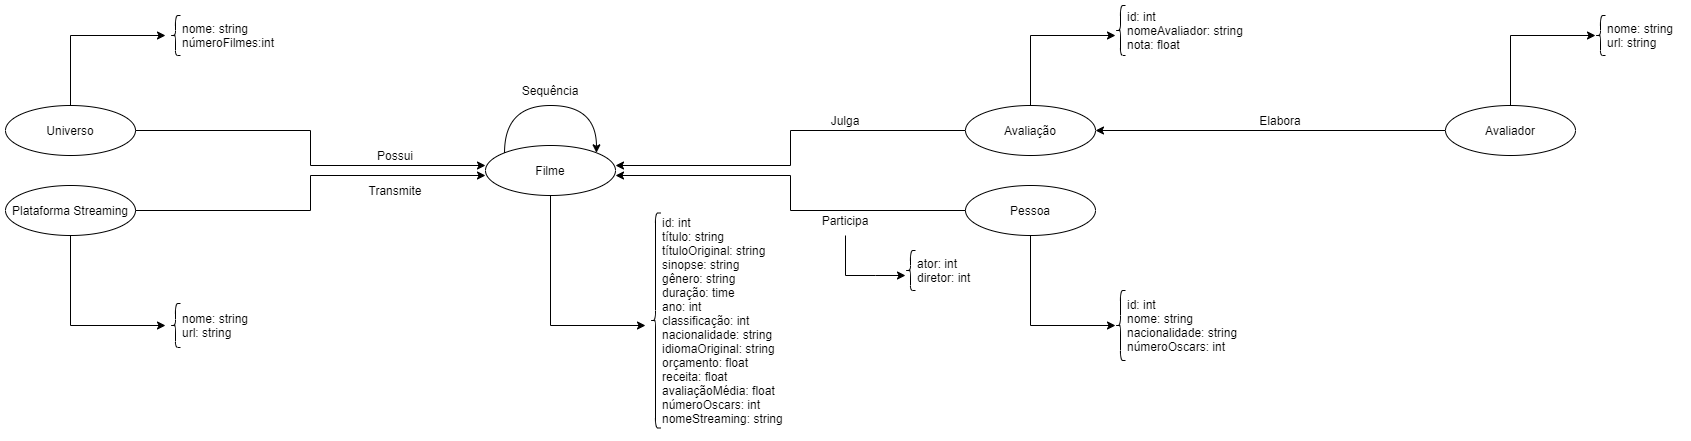 nome: string
númeroFilmes:int
Universo
Possui
Plataforma Streaming
Transmite
nome: string
url: string
Sequência
Filme
id: int
título: string
títuloOriginal: string
sinopse: string
gênero: string
duração: time
ano: int
classificação: int
nacionalidade: string
idiomaOriginal: string
orçamento: float
receita: float
avaliaçãoMédia: float
númeroOscars: int
nomeStreaming: string
Julga
Avaliação
id: int
nomeAvaliador: string
nota: float
Elabora
Avaliador
nome: string
url: string
Participa
ator: int
diretor: int
Pessoa
id: int
nome: string
nacionalidade: string
númeroOscars: int